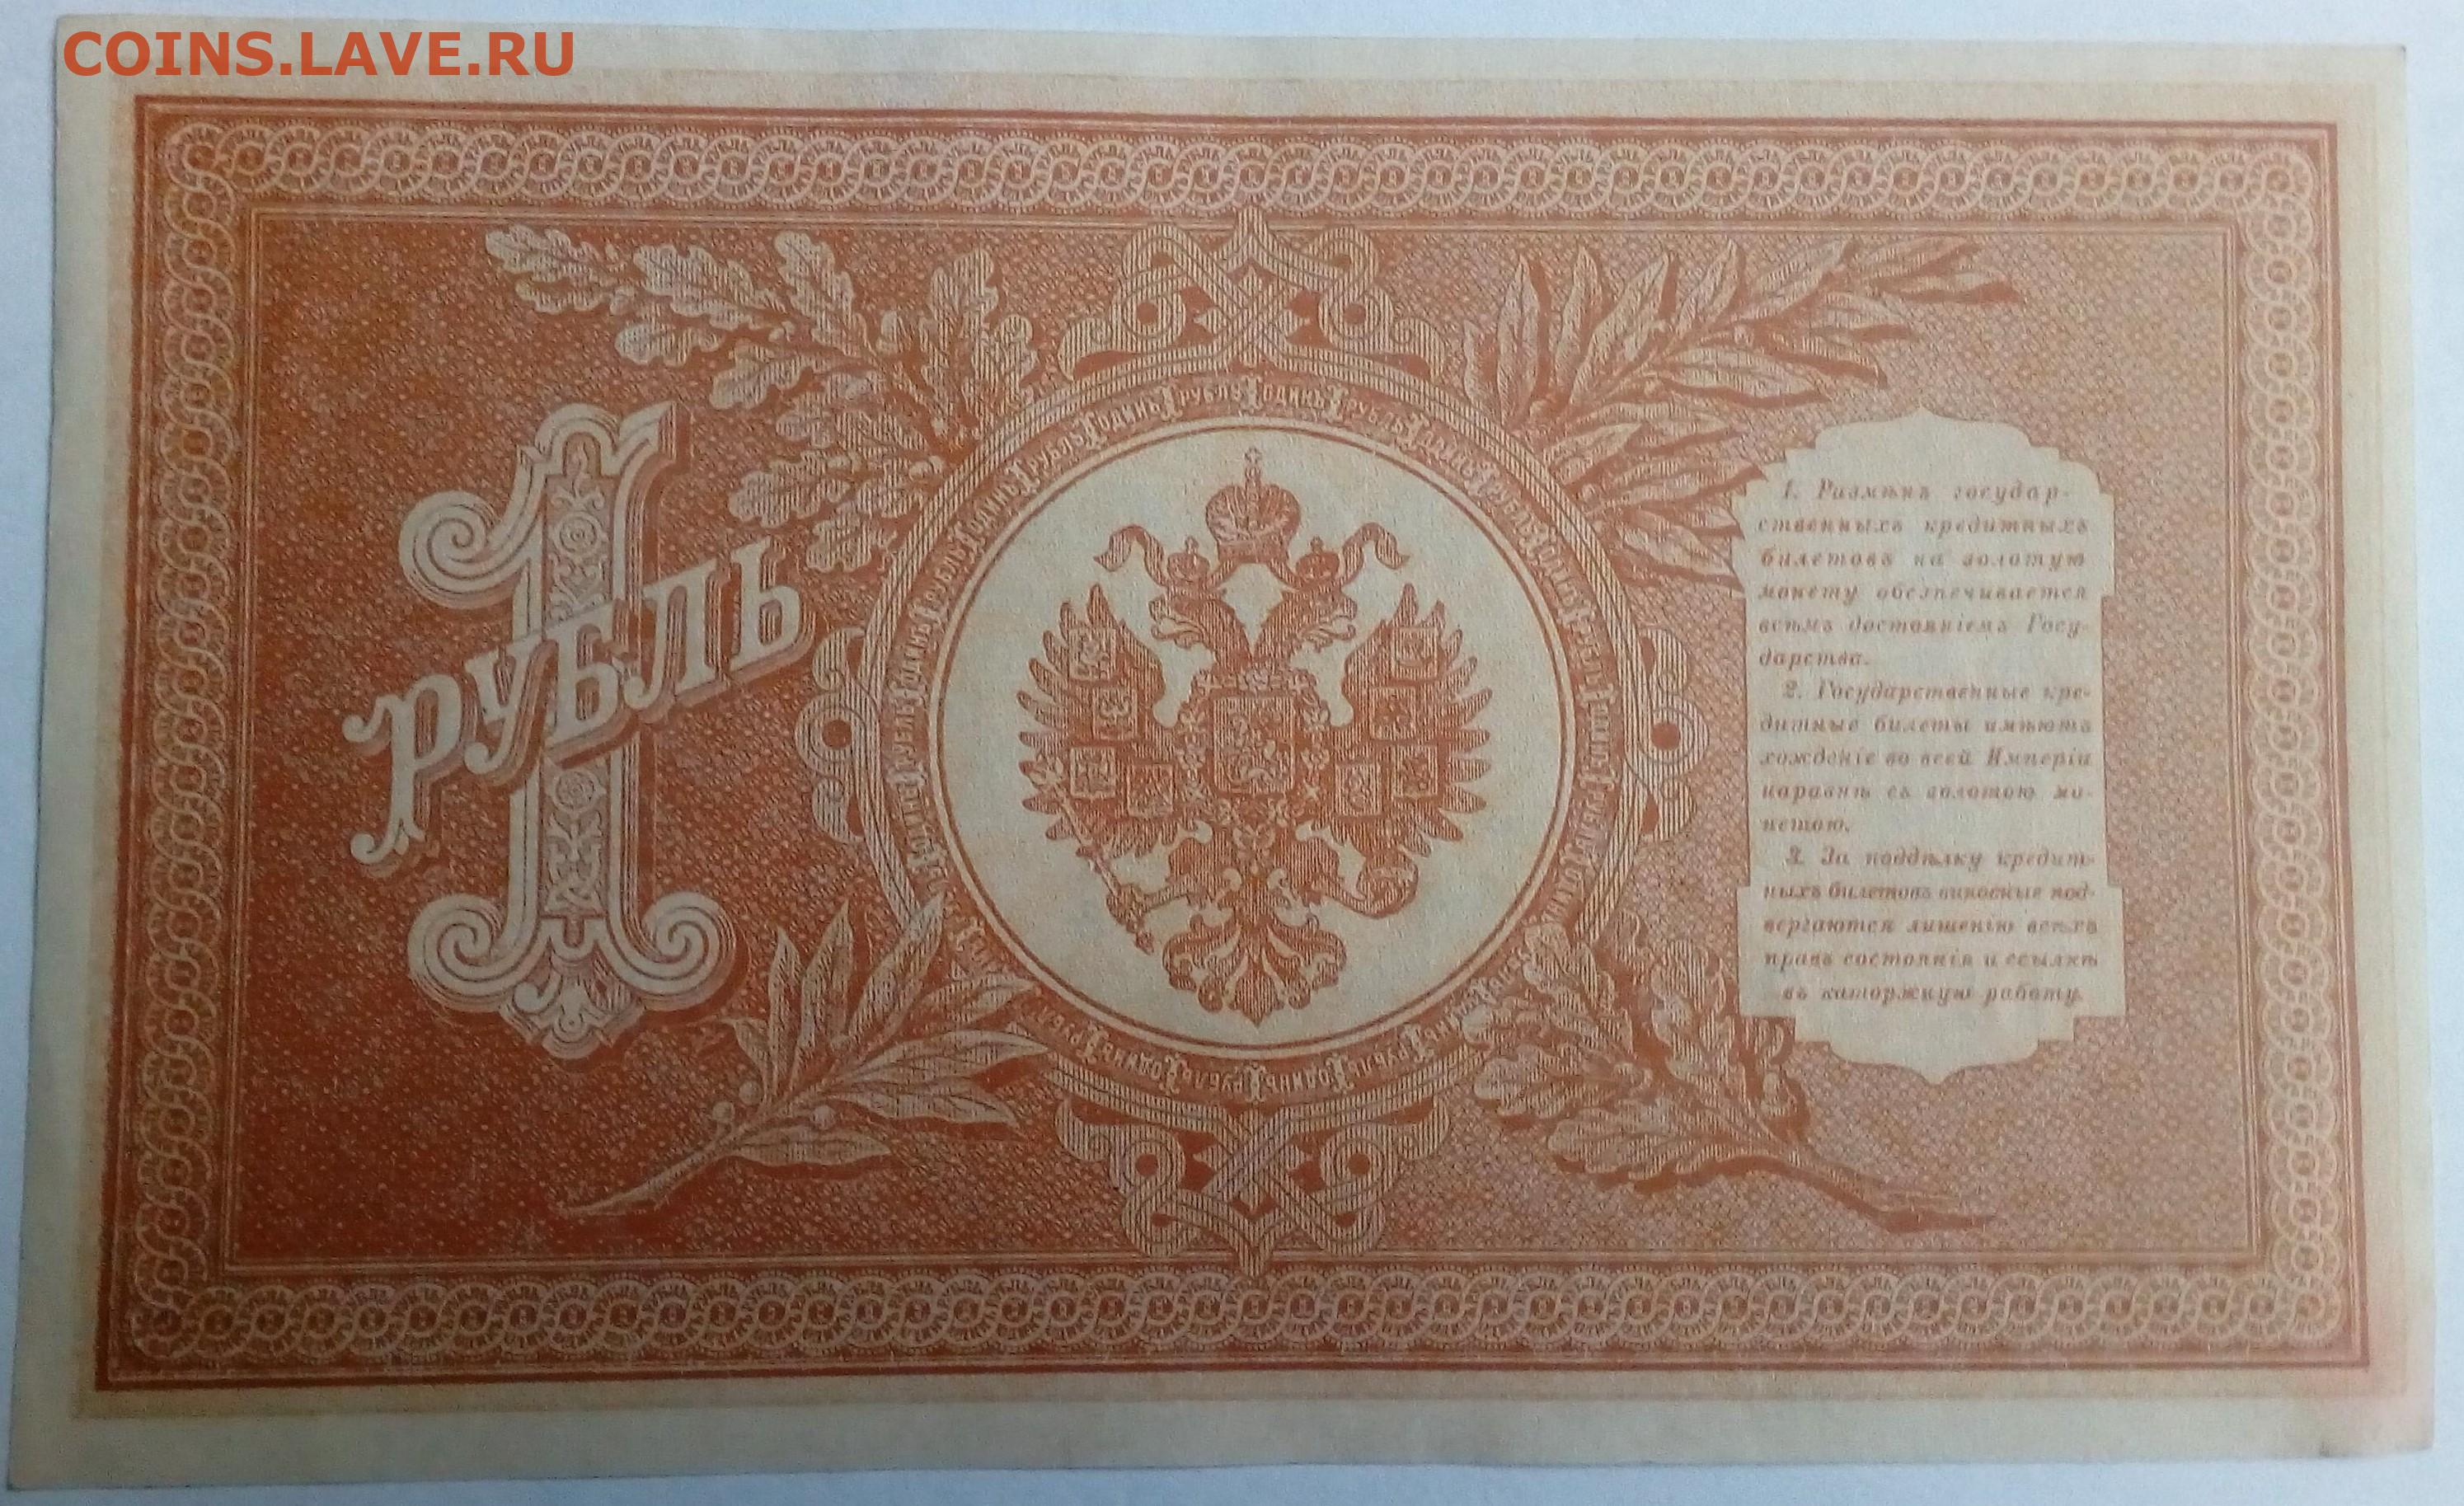 COINS.LAVE.RU
1
рубль
1. Размѣнъ государ-
ственныхъ кредитныхъ
билетовъ на золотую
монету обезпечивается
всѣмъ достояніемъ Госу-
дарства.
2. Государственные кре-
дитные билеты имѣютъ
хожденіе во всей Имперіи
наравнѣ съ золотою мо-
нетою.
3. За поддѣлку кредит-
ныхъ билетовъ виновные под-
вергаются лишенію всѣхъ
правъ состоянія и ссылкѣ
въ каторжную работу.